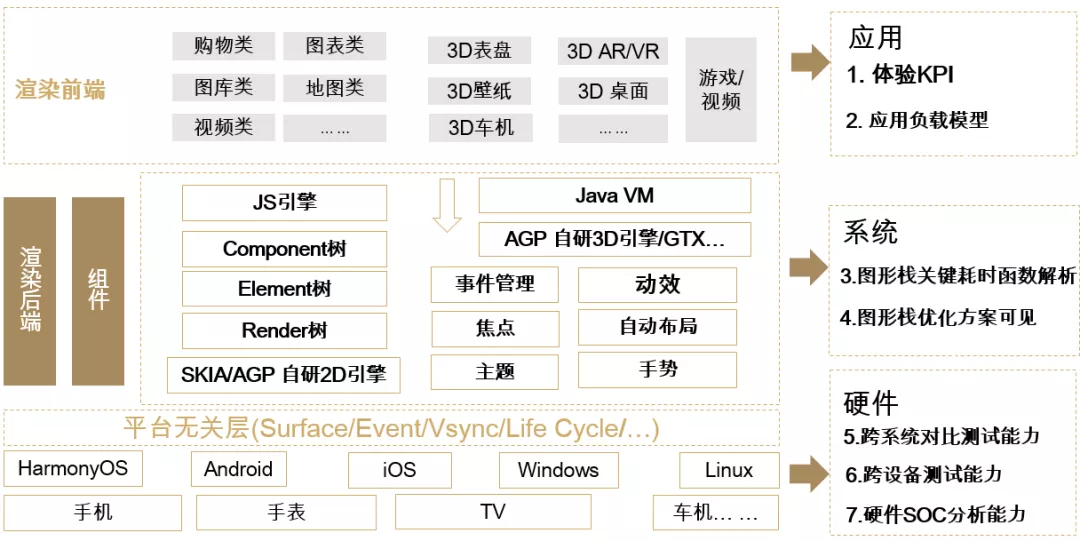 渲染前端
购物类
图表类
图库类
地图类
视频类
... ...
3D表盘
3D AR/VR
3D壁纸
3D 桌面
3D车机
... ...
游戏/
视频
应用
1. 体验KPI
2. 应用负载模型
渲染后端
组件
JS引擎
Component树
Element树
Render树
SKIA/AGP 自研2D引擎
Java VM
AGP 自研3D引擎/GTX...
事件管理
动效
焦点
自动布局
主题
手势
系统
3.图形栈关键耗时函数解析
4.图形栈优化方案可见
平台无关层(Surface/Event/Vsync/Life Cycle/...)
HarmonyOS
Android
iOS
Windows
Linux
手机
手表
TV
车机... ...
硬件
5.跨系统对比测试能力
6.跨设备测试能力
7.硬件SOC分析能力